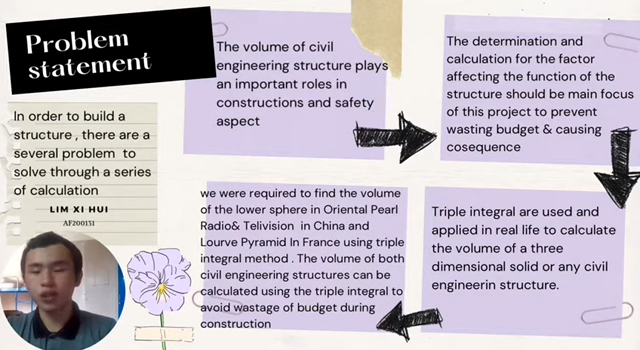 Problem
statement
In order to build a
structure , there are a
several problem to
solve through a series
of calculation
LIM XI HUI
AF200151
The volume of civil
engineering structure plays
an important roles in
constructions and safety
aspect
The determination and
calculation for the factor
affecting the function of the
structure should be main focus
of this project to prevent
wasting budget & causing
cosequence
Triple integral are used and
applied in real life to calculate
the volume of a three
dimensional solid or any civil
engineerin structure.
we were required to find the volume
of the lower sphere in Oriental Pearl
Radio& Telivision in China and
Lourve Pyramid In France using triple
integral method . The volume of both
civil engineering structures can be
calculated using the triple integral to
avoid wastage of budget during
construction